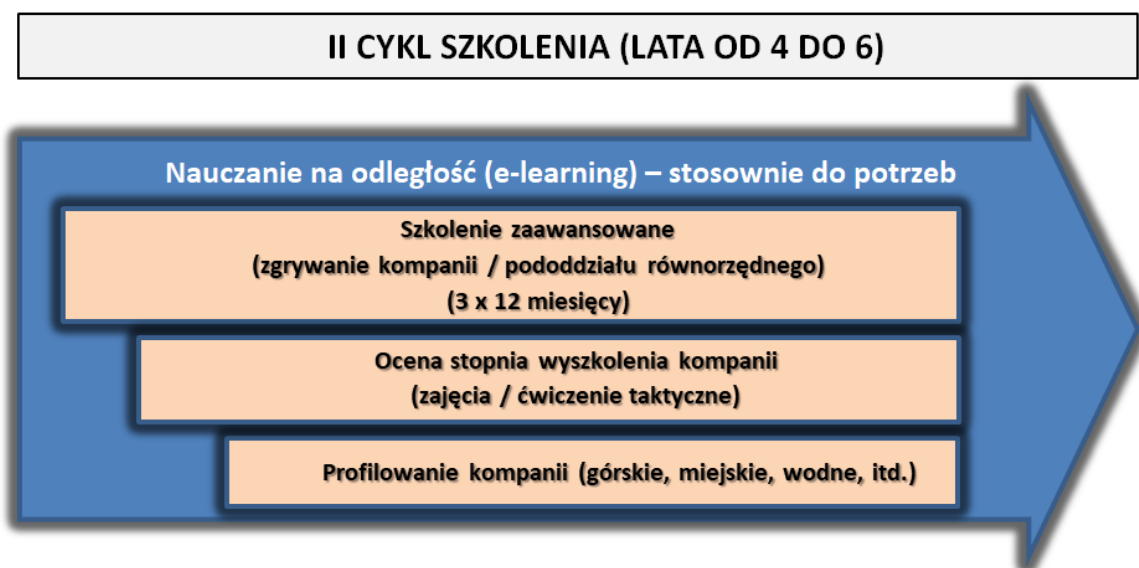 II CYKL SZKOLENIA (LATA OD 4 DO 6)
Nauczanie na odległość (e-learning) – stosownie do potrzeb
Szkolenie zaawansowane
(zgrywanie kompanii / pododdziału równorzędnego)
(3 x 12 miesięcy)
Ocena stopnia wyszkolenia kompanii
(zajęcia / ćwiczenie taktyczne)
Profilowanie kompanii (górskie, miejskie, wodne, itd.)